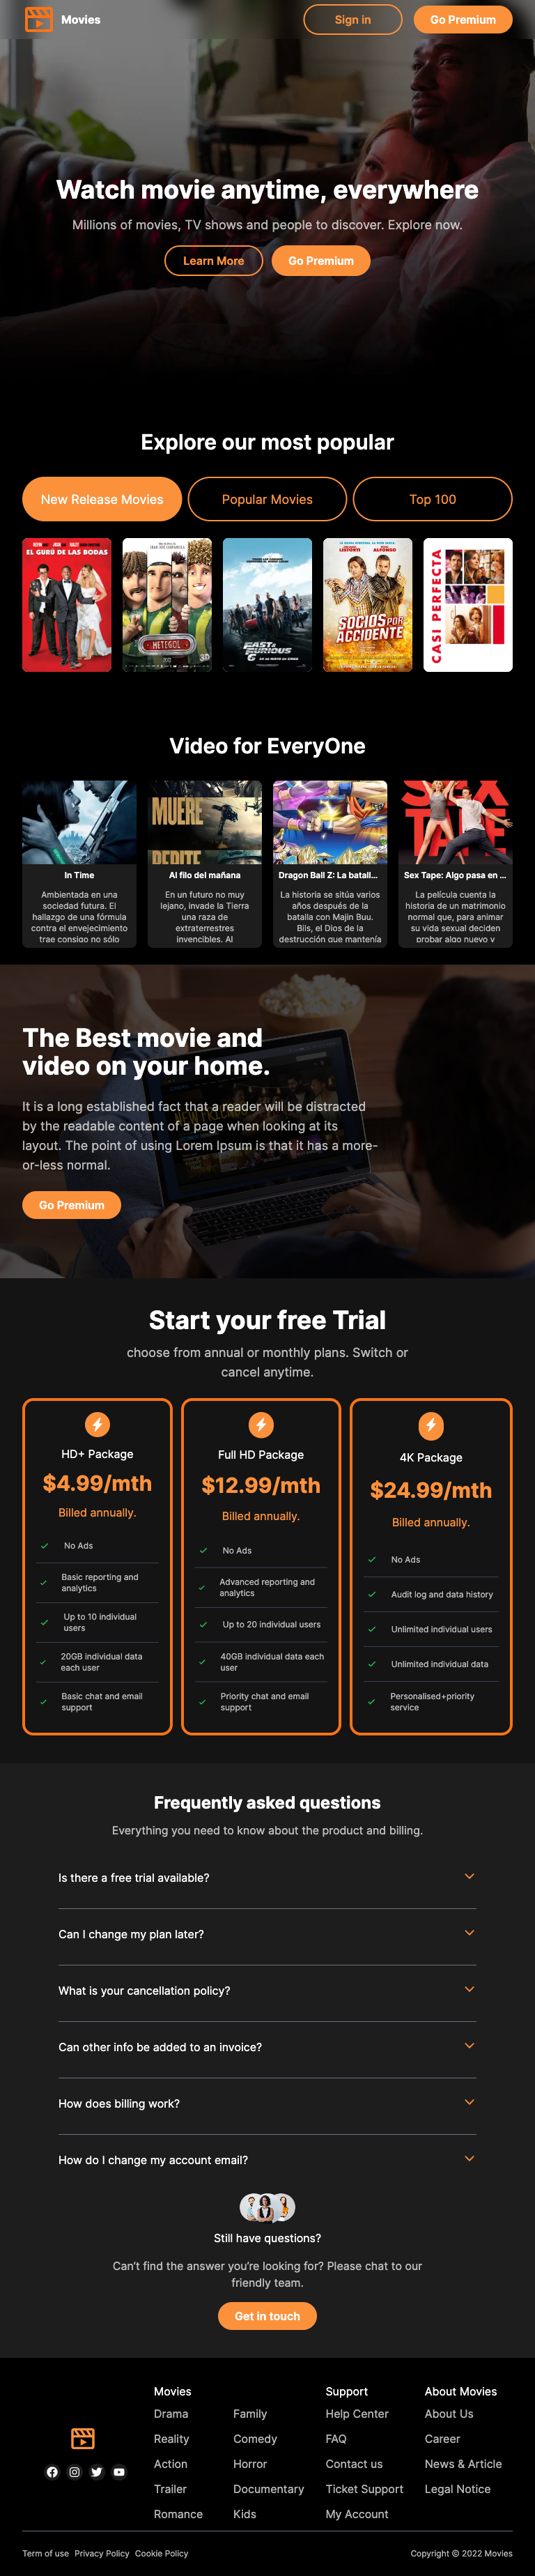 Movies
Sign in
Go Premium
Watch movie anytime, everywhere
Millions of movies, TV shows and people to discover. Explore now.
Learn More
Go Premium
Explore our most popular
New Release Movies
Popular Movies
Top 100
EL GURÚ DE LAS BODAS
METEGOL
3D
FAST & FURIOUS 6
LISTORTI
ALFONSO
SOCIOS POR ACCIDENTE
CASI PERFECTA
Video for EveryOne
MUERE
REPITE
SEX
TAPE
In Time
Ambientada en una
sociedad futura. El
hallazgo de una fórmula
contra el envejecimiento
trae consigo no sólo
Al filo del mañana
En un futuro no muy
lejano, invade la Tierra
una raza de
extraterrestres
invencibles. Al
Dragon Ball Z: La batall...
La historia se sitúa varios
años después de la
batalla con Majin Buu.
Bils, el Dios de la
destrucción que mantenía
Sex Tape: Algo pasa en ...
La película cuenta la
historia de un matrimonio
normal que, para animar
su vida sexual deciden
probar algo nuevo y
The Best movie and
video on your home.
It is a long established fact that a reader will be distracted
by the readable content of a page when looking at its
layout. The point of using Lorem Ipsum is that it has a more-
or-less normal.
Go Premium
Start your free Trial
choose from annual or monthly plans. Switch or
cancel anytime.
HD+ Package
$4.99/mth
Billed annually.
No Ads
Basic reporting and
analytics
Up to 10 individual
users
20GB individual data
each user
Basic chat and email
support
Full HD Package
$12.99/mth
Billed annually.
No Ads
Advanced reporting and
analytics
Up to 20 individual users
40GB individual data each
user
Priority chat and email
support
4K Package
$24.99/mth
Billed annually.
No Ads
Audit log and data history
Unlimited individual users
Unlimited individual data
Personalised+priority
service
Frequently asked questions
Everything you need to know about the product and billing.
Is there a free trial available?
Can I change my plan later?
What is your cancellation policy?
Can other info be added to an invoice?
How does billing work?
How do I change my account email?
Still have questions?
Can't find the answer you're looking for? Please chat to our
friendly team.
Get in touch
Movies
Drama
Reality
Action
Trailer
Romance
Family
Comedy
Horror
Documentary
Kids
Support
Help Center
FAQ
Contact us
Ticket Support
My Account
About Movies
About Us
Career
News & Article
Legal Notice
Term of use
Privacy Policy
Cookie Policy
Copyright © 2022 Movies